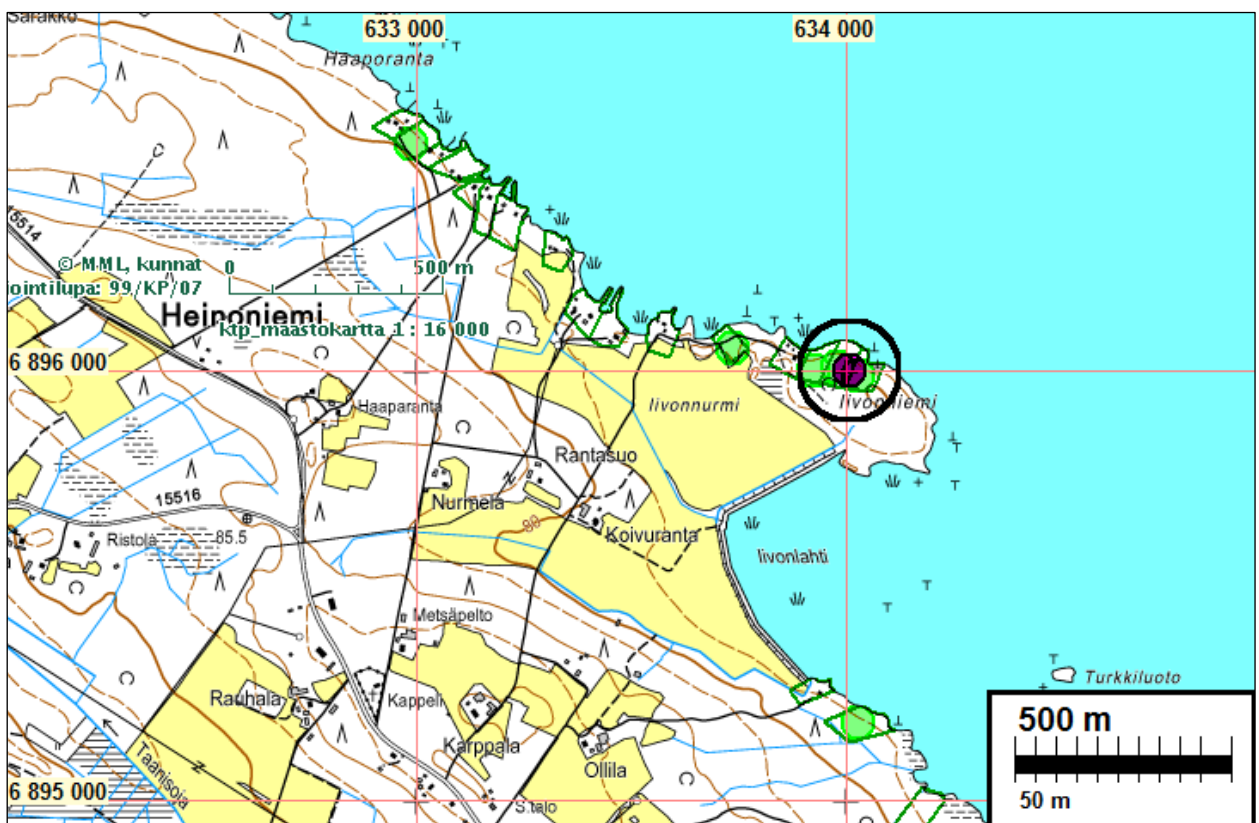 Sarakko
633 000
634 000
Haaporanta
15514
© MML, kunnat
0
500 m
ointilupa: 99/KP/07
Heinoniemi
ktp_maastokartta 1 : 16 000
6 896 000
Haaparanta
Iivonnurmi
Iivonniemi
Rantasuo
15516
Nurmela
80
Koivuranta
Ristola
85.5
Iivonlahti
Metsäpelto
Rauhala
Kappeli
Turkkiluoto
Karppala
500 m
Taanisoja
Ollila
6 895 000
S.talo
50 m